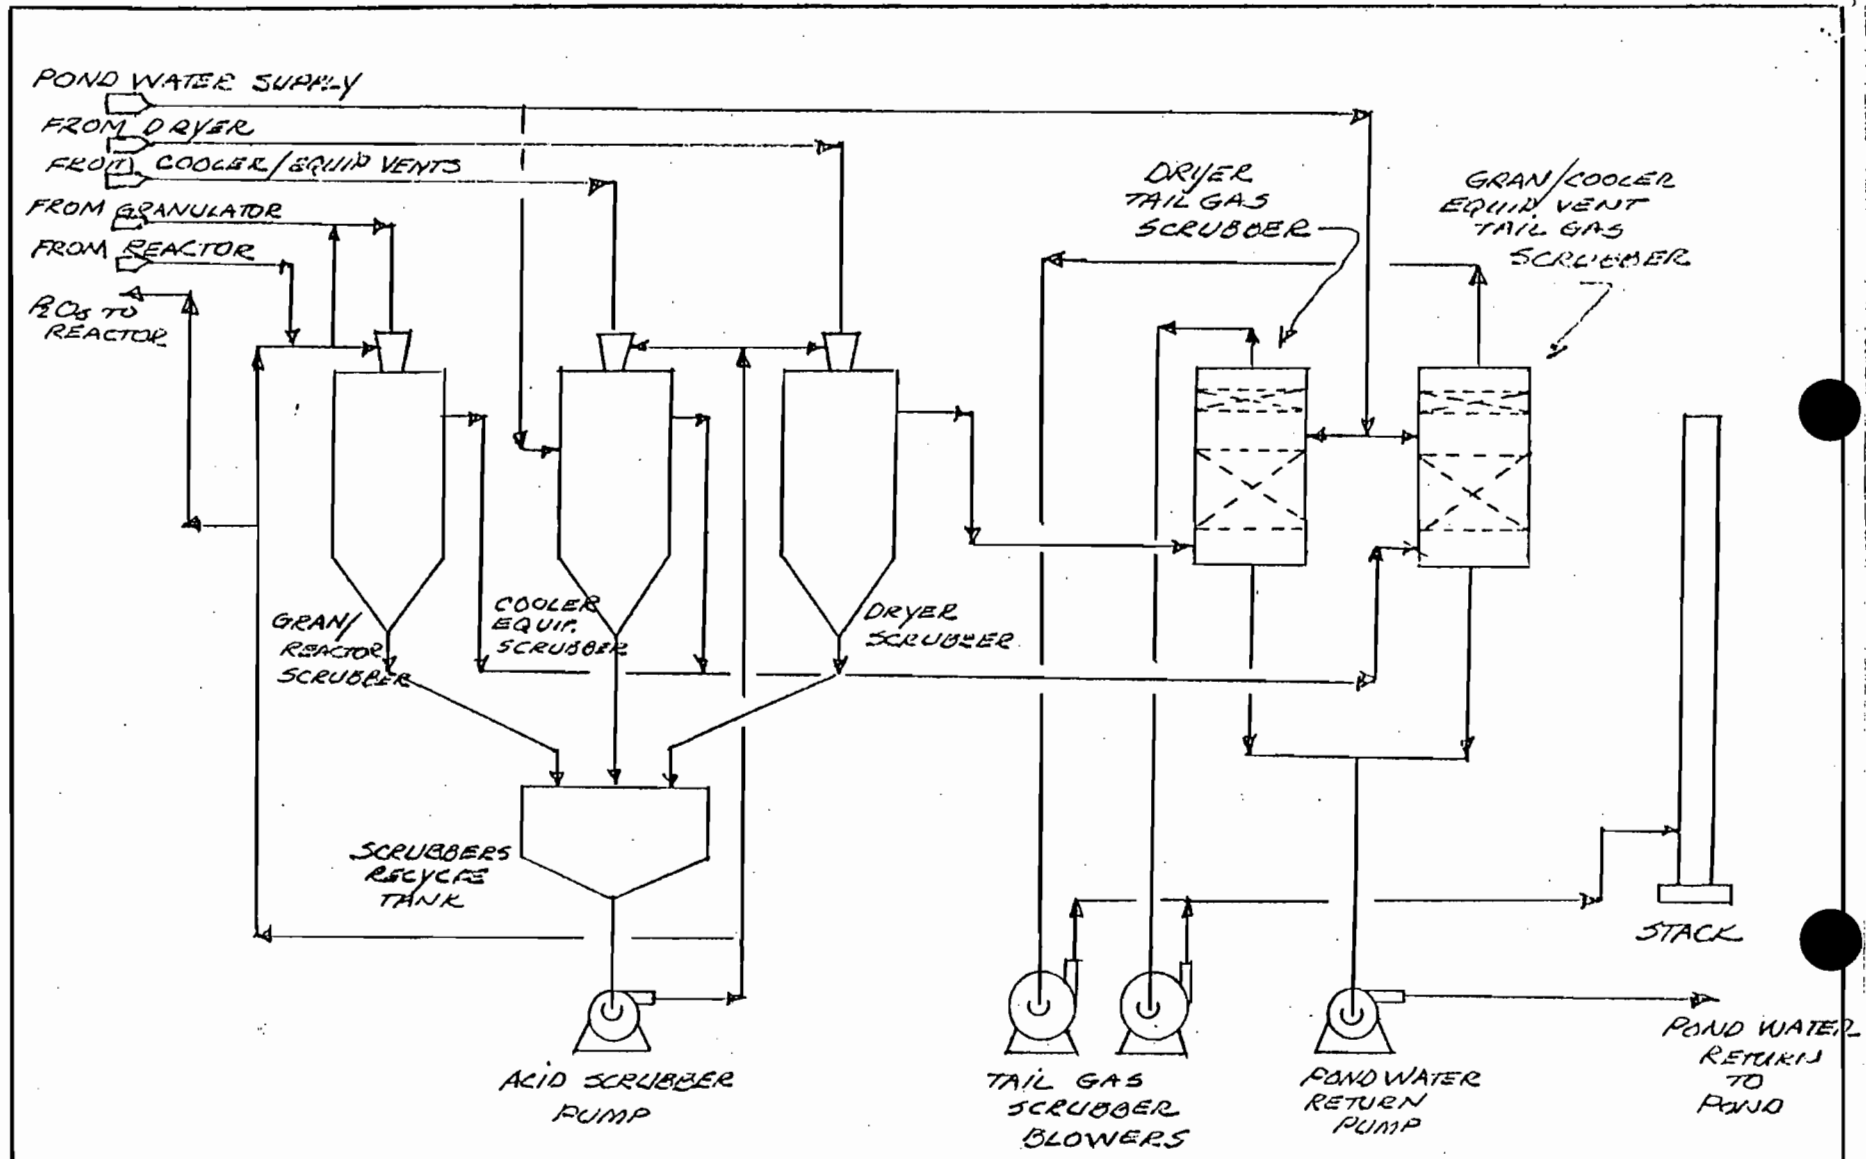 POND WATER SUPPLY
FROM DRYER
FROM COOLER/EQUIP VENTS
FROM GRANULATOR
FROM REACTOR
P2O5 TO
REACTOR
DRYER
TAIL GAS
SCRUBBER
GRAN/COOLER
EQUIP. VENT
TAIL GAS
SCRUBBER
GRAN/
REACTOR
SCRUBBER
COOLER
EQUIP.
SCRUBBER
DRYER
SCRUBBER
SCRUBBERS
RECYCLE
TANK
STACK
ACID SCRUBBER
PUMP
TAIL GAS
SCRUBBER
BLOWERS
POND WATER
RETURN
PUMP
POND WATER
RETURN
TO
POND